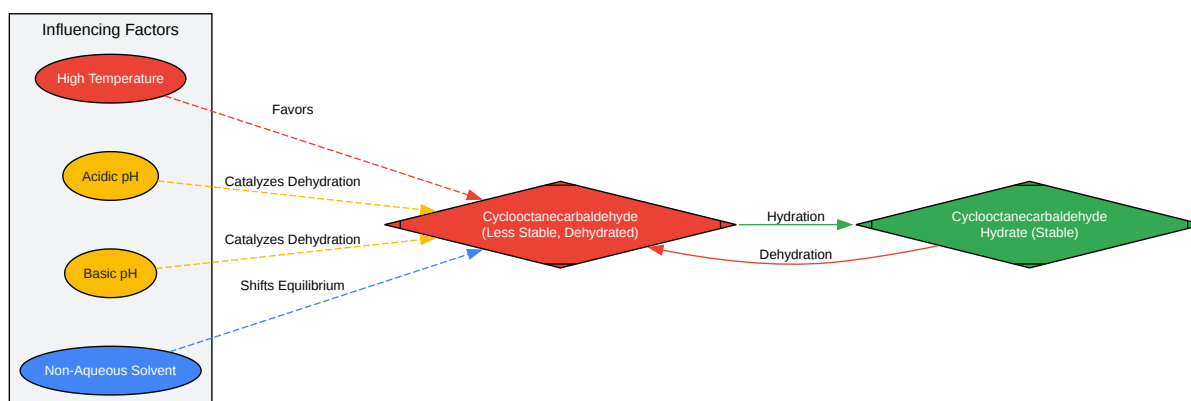 Influencing Factors
High Temperature
Favors
Acidic pH
Catalyzes Dehydration
Cyclooctanecarbaldehyde
(Less Stable, Dehydrated)
Hydration
Cyclooctanecarbaldehyde
Hydrate (Stable)
Dehydration
Catalyzes Dehydration
Basic pH
Shifts Equilibrium
Non-Aqueous Solvent